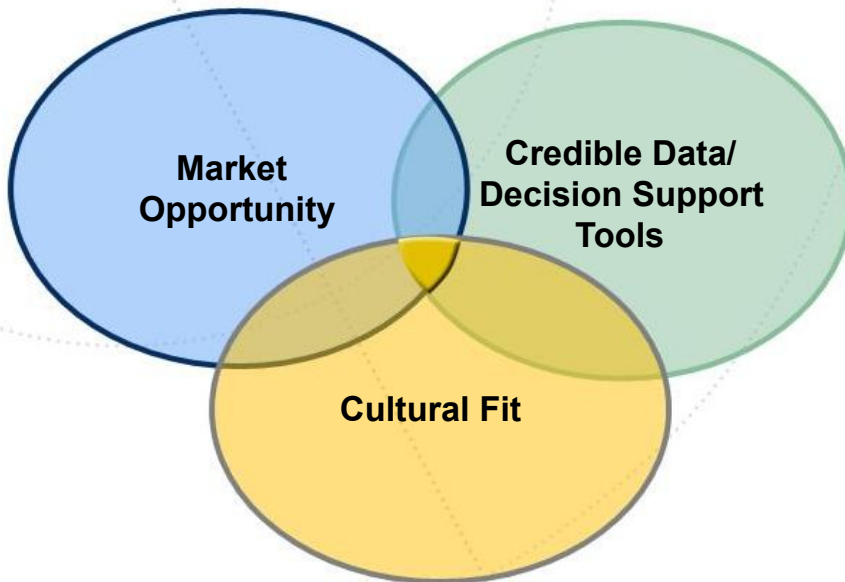 Market
Opportunity
Credible Data/
Decision Support
Tools
Cultural Fit